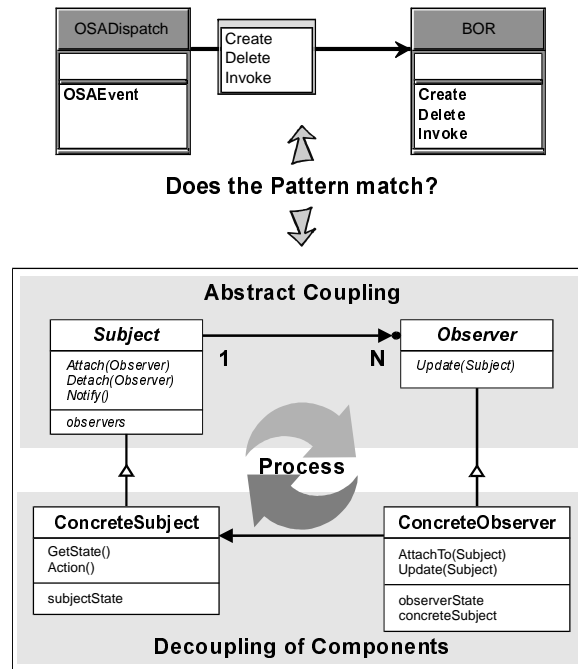 OSADispatch
OSAEvent
Create
Delete
Invoke
BOR
Create
Delete
Invoke
Does the Pattern match?
Abstract Coupling
Subject
Attach(Observer)
Detach(Observer)
Notify()
observers
1
N
Observer
Update(Subject)
Process
ConcreteSubject
GetState()
Action()
subjectState
ConcreteObserver
AttachTo(Subject)
Update(Subject)
observerState
concreteSubject
Decoupling of Components